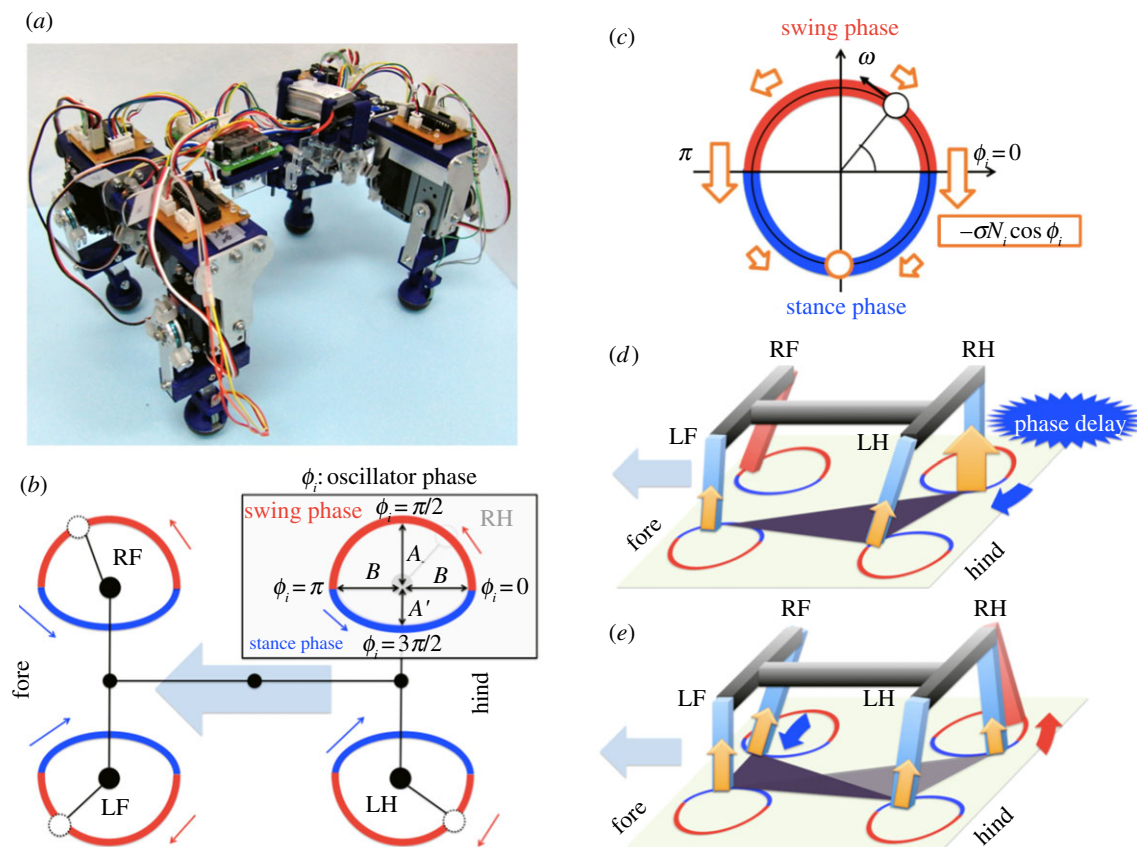 (a)
(b)
ϕi: oscillator phase
swing phase
ϕi = π/2
RH
A
B
B
ϕi = π
ϕi = 0
A′
stance phase
ϕi = 3π/2
RF
fore
hind
LF
LH
(c)
swing phase
ω
π
ϕi = 0
−σNi cos ϕi
stance phase
(d)
RF
RH
LF
LH
phase delay
fore
hind
(e)
RF
RH
LF
LH
fore
hind